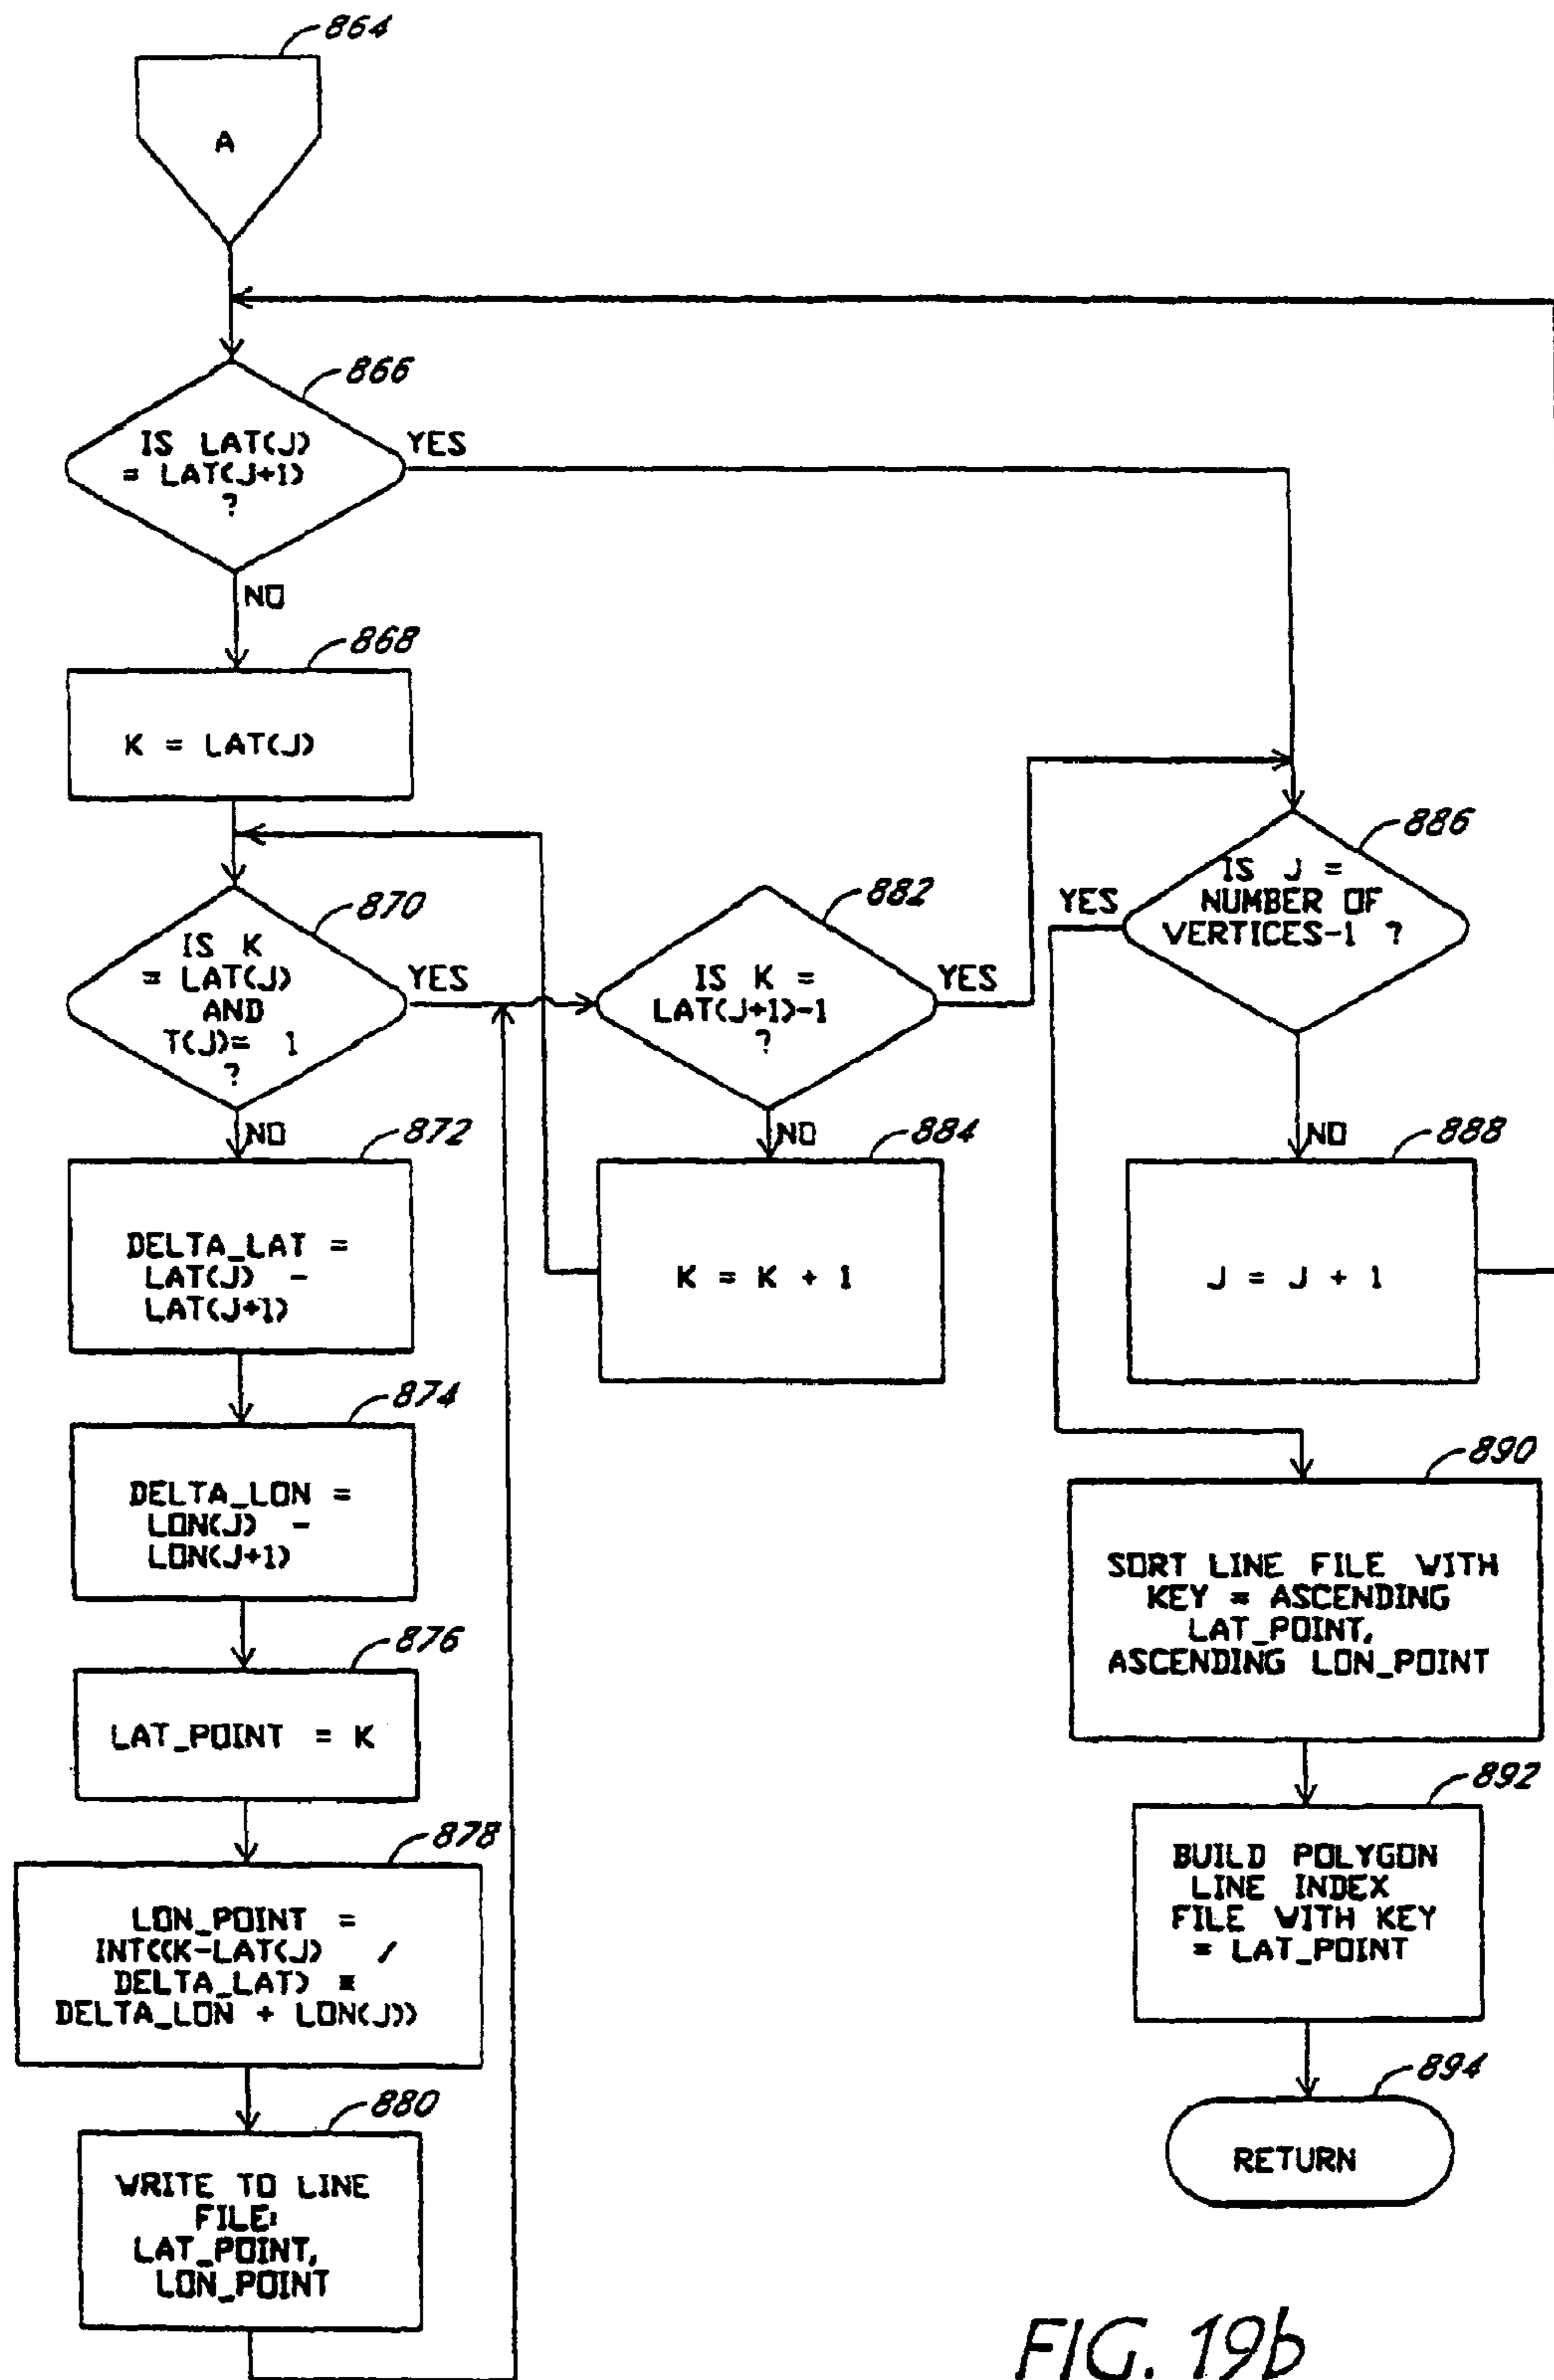 864
A
866
IS LAT(J)
= LAT(J+1)
?
YES
NO
868
K = LAT(J)
870
IS K
= LAT(J)
AND
T(J)= 1
?
YES
NO
872
DELTA_LAT =
LAT(J) -
LAT(J+1)
874
DELTA_LON =
LON(J) -
LON(J+1)
876
LAT_POINT = K
878
LON_POINT =
INT((K-LAT(J) /
DELTA_LAT) *
DELTA_LON + LON(J))
880
WRITE TO LINE
FILE:
LAT_POINT,
LON_POINT
882
IS K =
LAT(J+1)-1
?
YES
NO
884
K = K + 1
886
IS J =
NUMBER OF
VERTICES-1 ?
YES
NO
888
J = J + 1
890
SORT LINE FILE WITH
KEY = ASCENDING
LAT_POINT,
ASCENDING LON_POINT
892
BUILD POLYGON
LINE INDEX
FILE WITH KEY
= LAT_POINT
894
RETURN
FIG. 19b